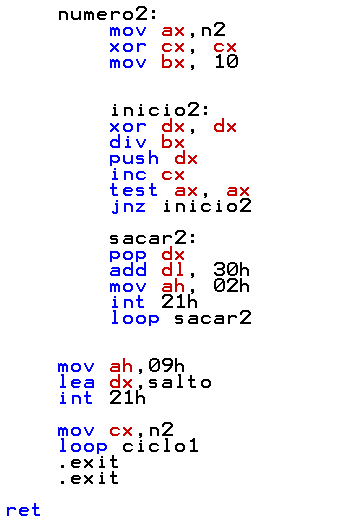 numero2:
mov ax,n2
xor cx, cx
mov bx, 10
inicio2:
xor dx, dx
div bx
push dx
inc cx
test ax, ax
jnz inicio2
sacar2:
pop dx
add dl, 30h
mov ah, 02h
int 21h
loop sacar2
mov ah,09h
lea dx,salto
int 21h
mov cx,n2
loop ciclo1
.exit
.exit
ret